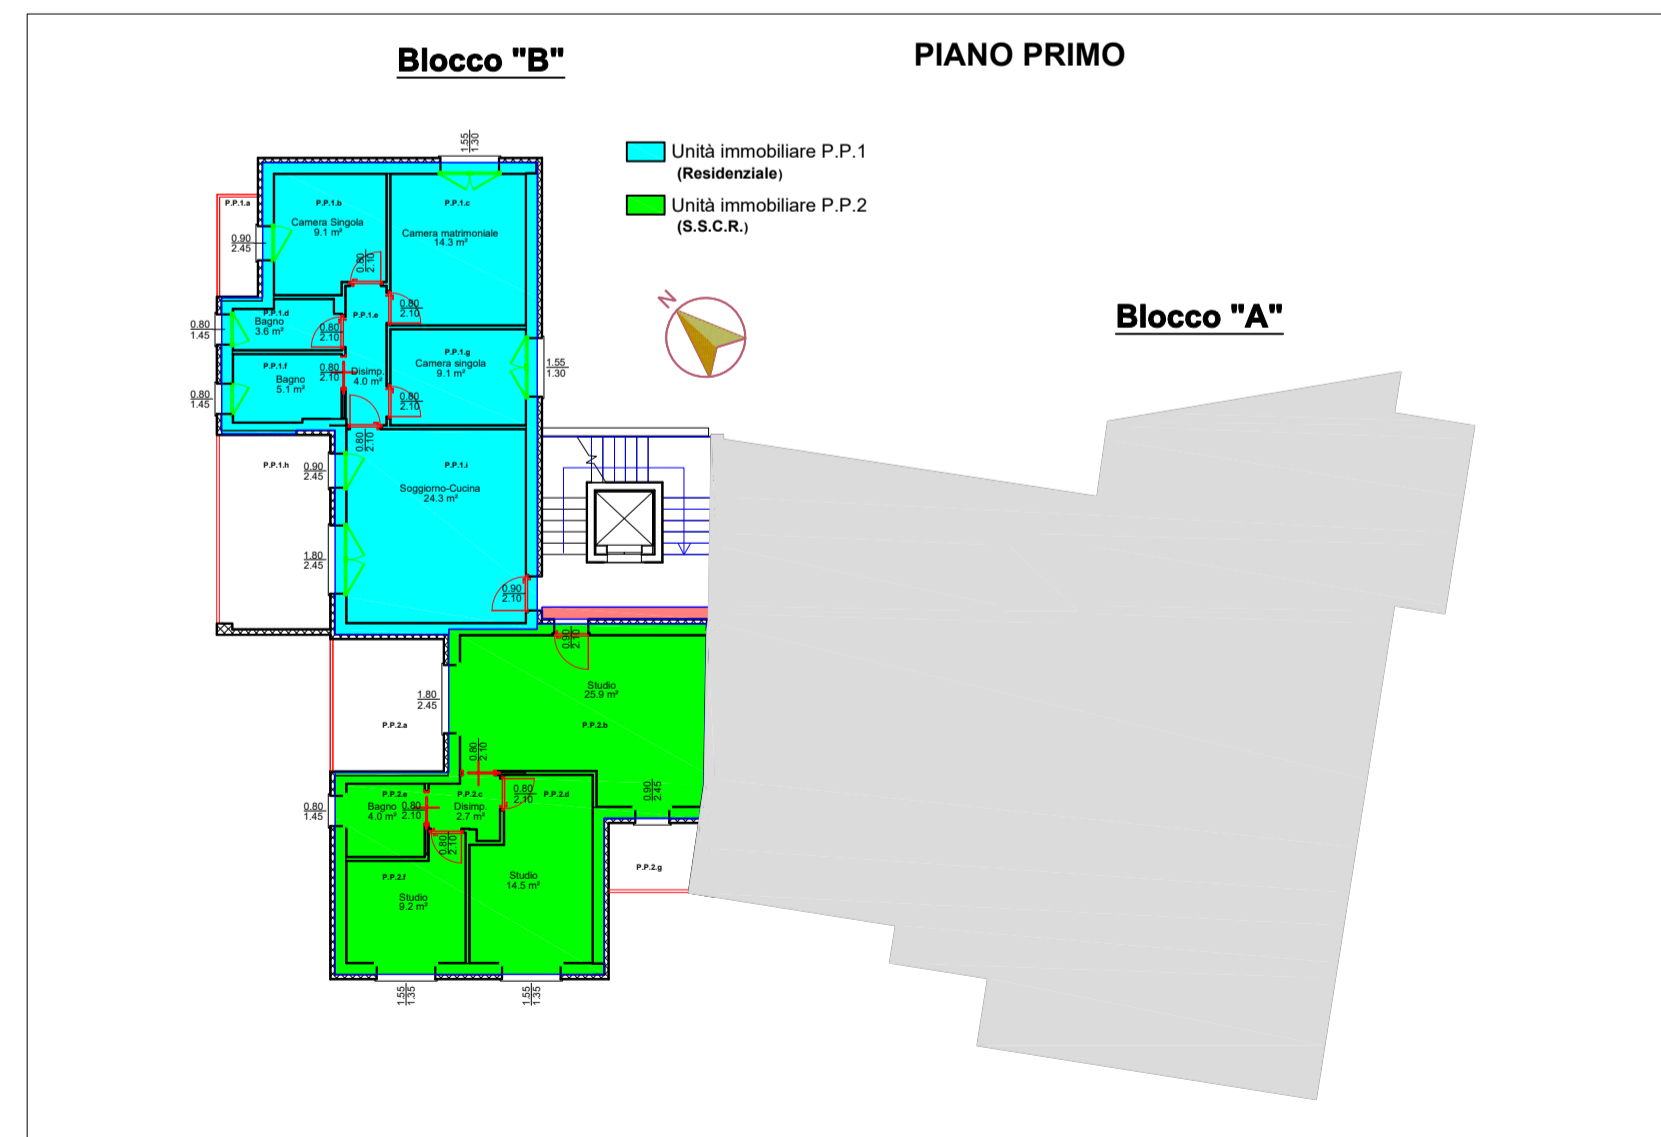 Blocco "B"
PIANO PRIMO
1.55
1.30
Unità immobiliare P.P.1
(Residenziale)
Unità immobiliare P.P.2
(S.S.C.R.)
P.P.1.a
P.P.1.b
P.P.1.c
Camera Singola
9.1 m²
Camera matrimoniale
14.3 m²
0.90
2.45
0.80
2.10
N
Blocco "A"
P.P.1.d
Bagno
3.6 m²
0.80
1.45
0.80
2.10
P.P.1.e
0.80
2.10
P.P.1.f
Bagno
5.1 m²
0.80
2.10
Disimp.
4.0 m²
P.P.1.g
Camera singola
9.1 m²
1.55
1.30
0.80
1.45
0.80
2.10
0.80
2.10
P.P.1.h
0.90
2.45
P.P.1.i
Soggiorno-Cucina
24.3 m²
1.80
2.45
0.90
2.10
0.90
2.10
Studio
25.9 m²
1.80
2.45
P.P.2.a
P.P.2.b
0.80
2.10
0.90
2.45
P.P.2.e
Bagno
4.0 m²
0.80
2.10
P.P.2.c
Disimp.
2.7 m²
0.80
2.10
P.P.2.d
0.80
1.45
0.80
2.10
P.P.2.f
Studio
9.2 m²
Studio
14.5 m²
P.P.2.g
1.55
1.35
1.55
1.35